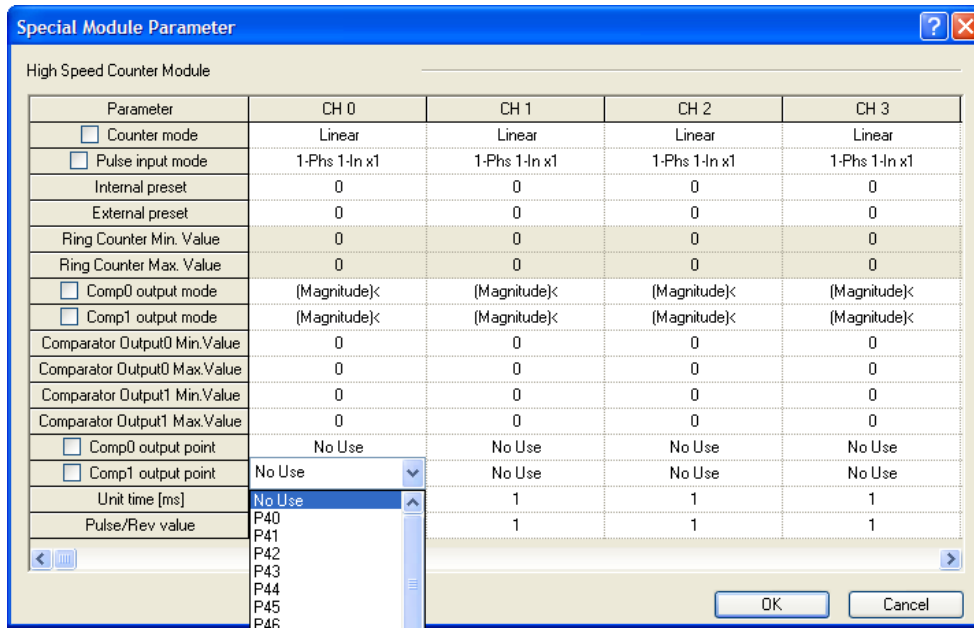 Special Module Parameter
High Speed Counter Module
Parameter CH 0 CH 1 CH 2 CH 3
Counter mode Linear Linear Linear Linear
Pulse input mode 1-Phs 1-In x1 1-Phs 1-In x1 1-Phs 1-In x1 1-Phs 1-In x1
Internal preset 0 0 0 0
External preset 0 0 0 0
Ring Counter Min. Value 0 0 0 0
Ring Counter Max. Value 0 0 0 0
Comp0 output mode (Magnitude)< (Magnitude)< (Magnitude)< (Magnitude)<
Comp1 output mode (Magnitude)< (Magnitude)< (Magnitude)< (Magnitude)<
Comparator Output0 Min.Value 0 0 0 0
Comparator Output0 Max.Value 0 0 0 0
Comparator Output1 Min.Value 0 0 0 0
Comparator Output1 Max.Value 0 0 0 0
Comp0 output point No Use No Use No Use No Use
Comp1 output point No Use No Use No Use No Use
Unit time [ms] No Use 1 1 1
P40
Pulse/Rev value 1 1 1
P41
P42
P43
P44
P45
P46
OK Cancel